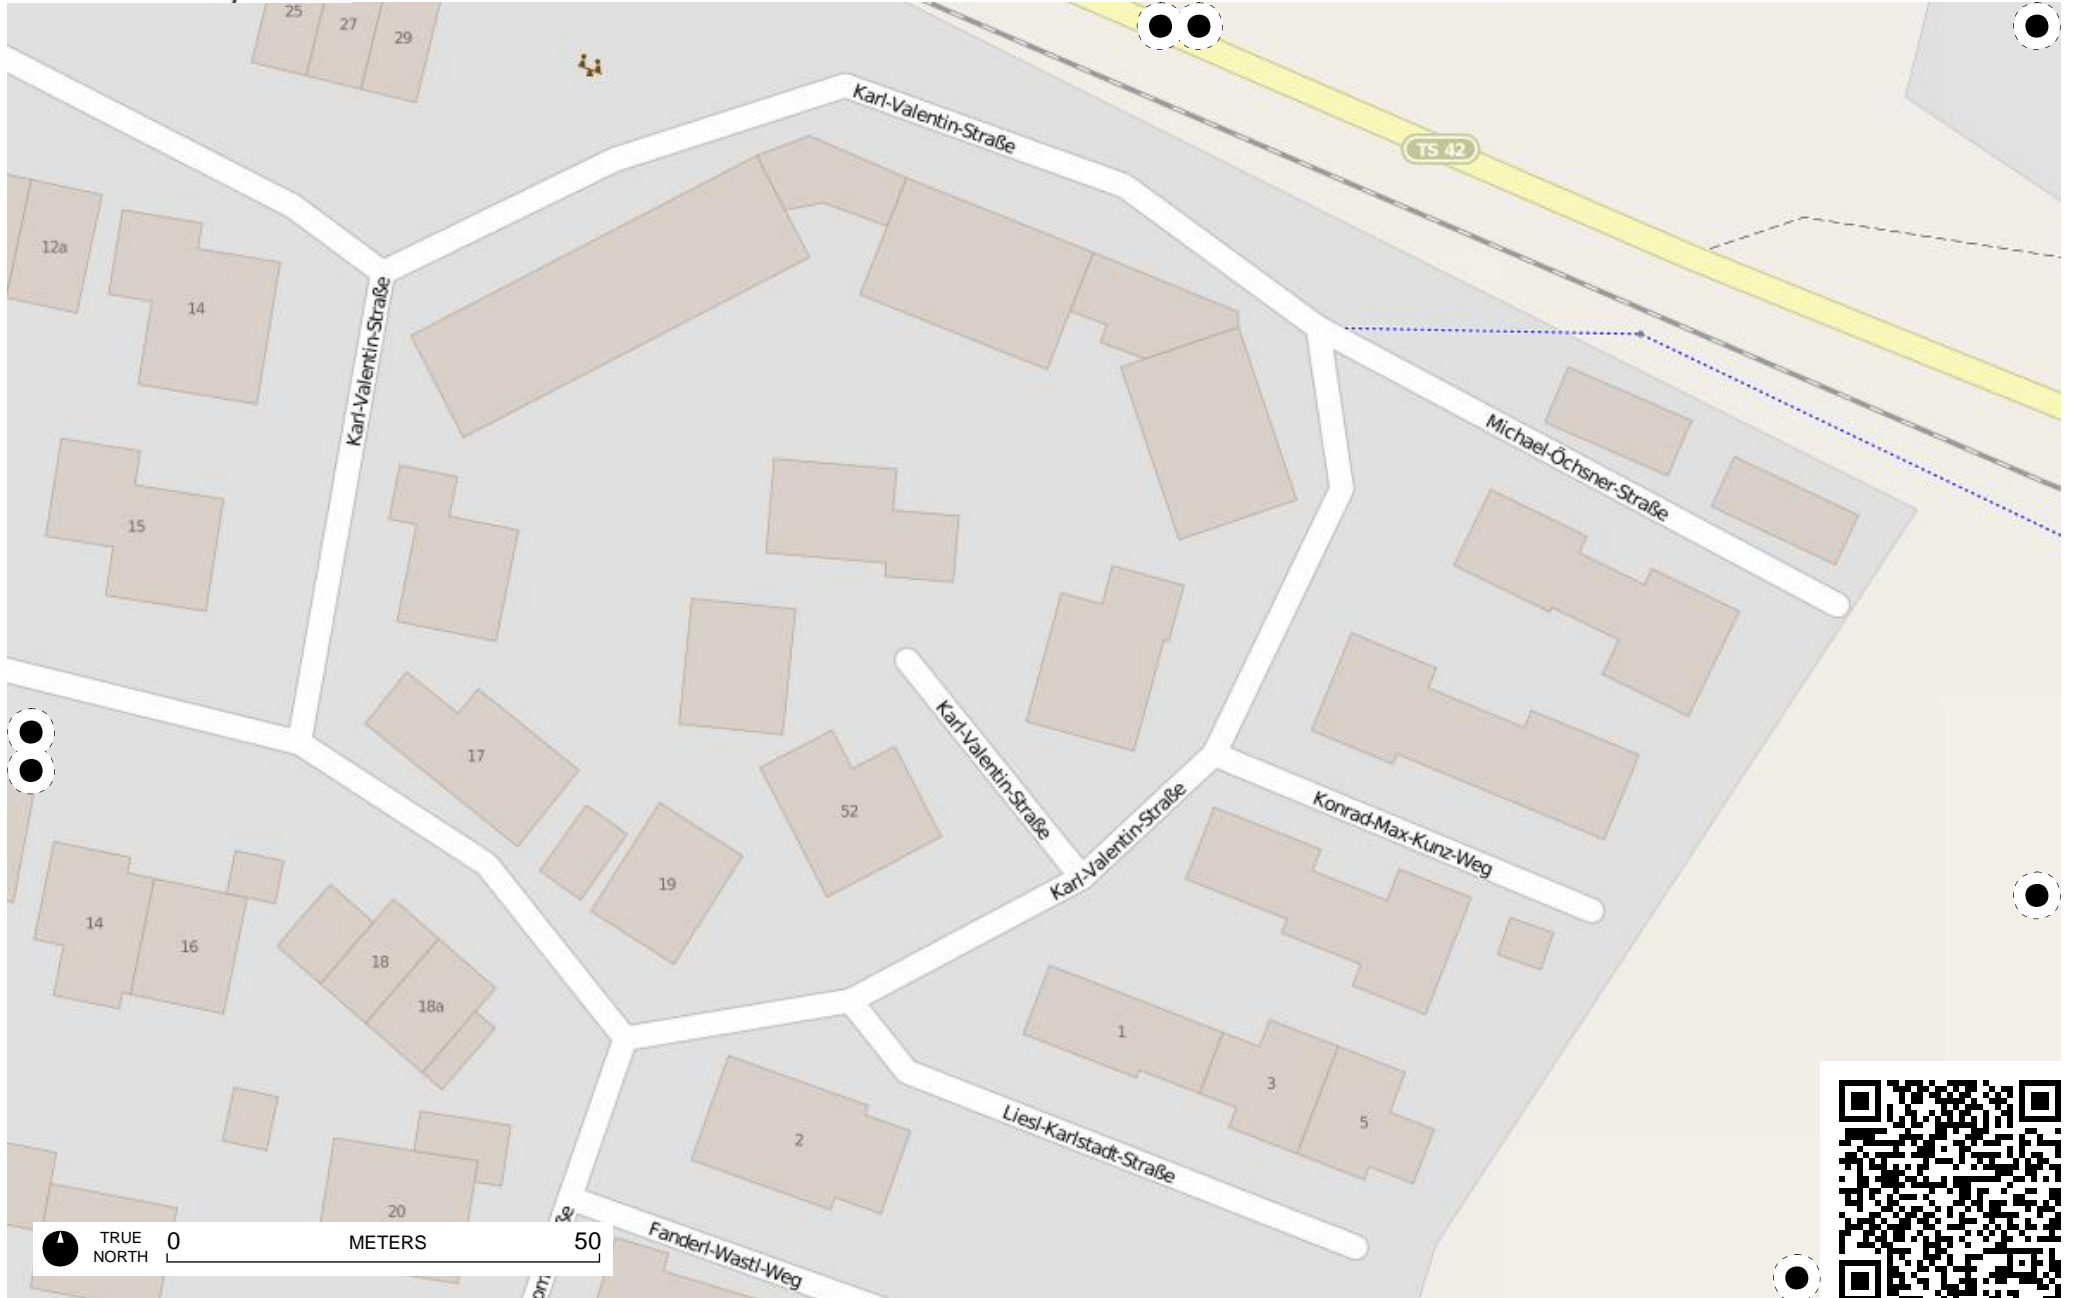 25
27
29
Karl-Valentin-Straße
TS 42
12a
14
Karl-Valentin-Straße
Michael-Öchsner-Straße
15
17
Karl-Valentin-Straße
52
Karl-Valentin-Straße
Konrad-Max-Kunz-Weg
19
14
16
18
18a
1
3
5
2
Liesl-Karlstadt-Straße
20
Fanderl-Wastl-Weg
TRUE
NORTH
0 METERS 50